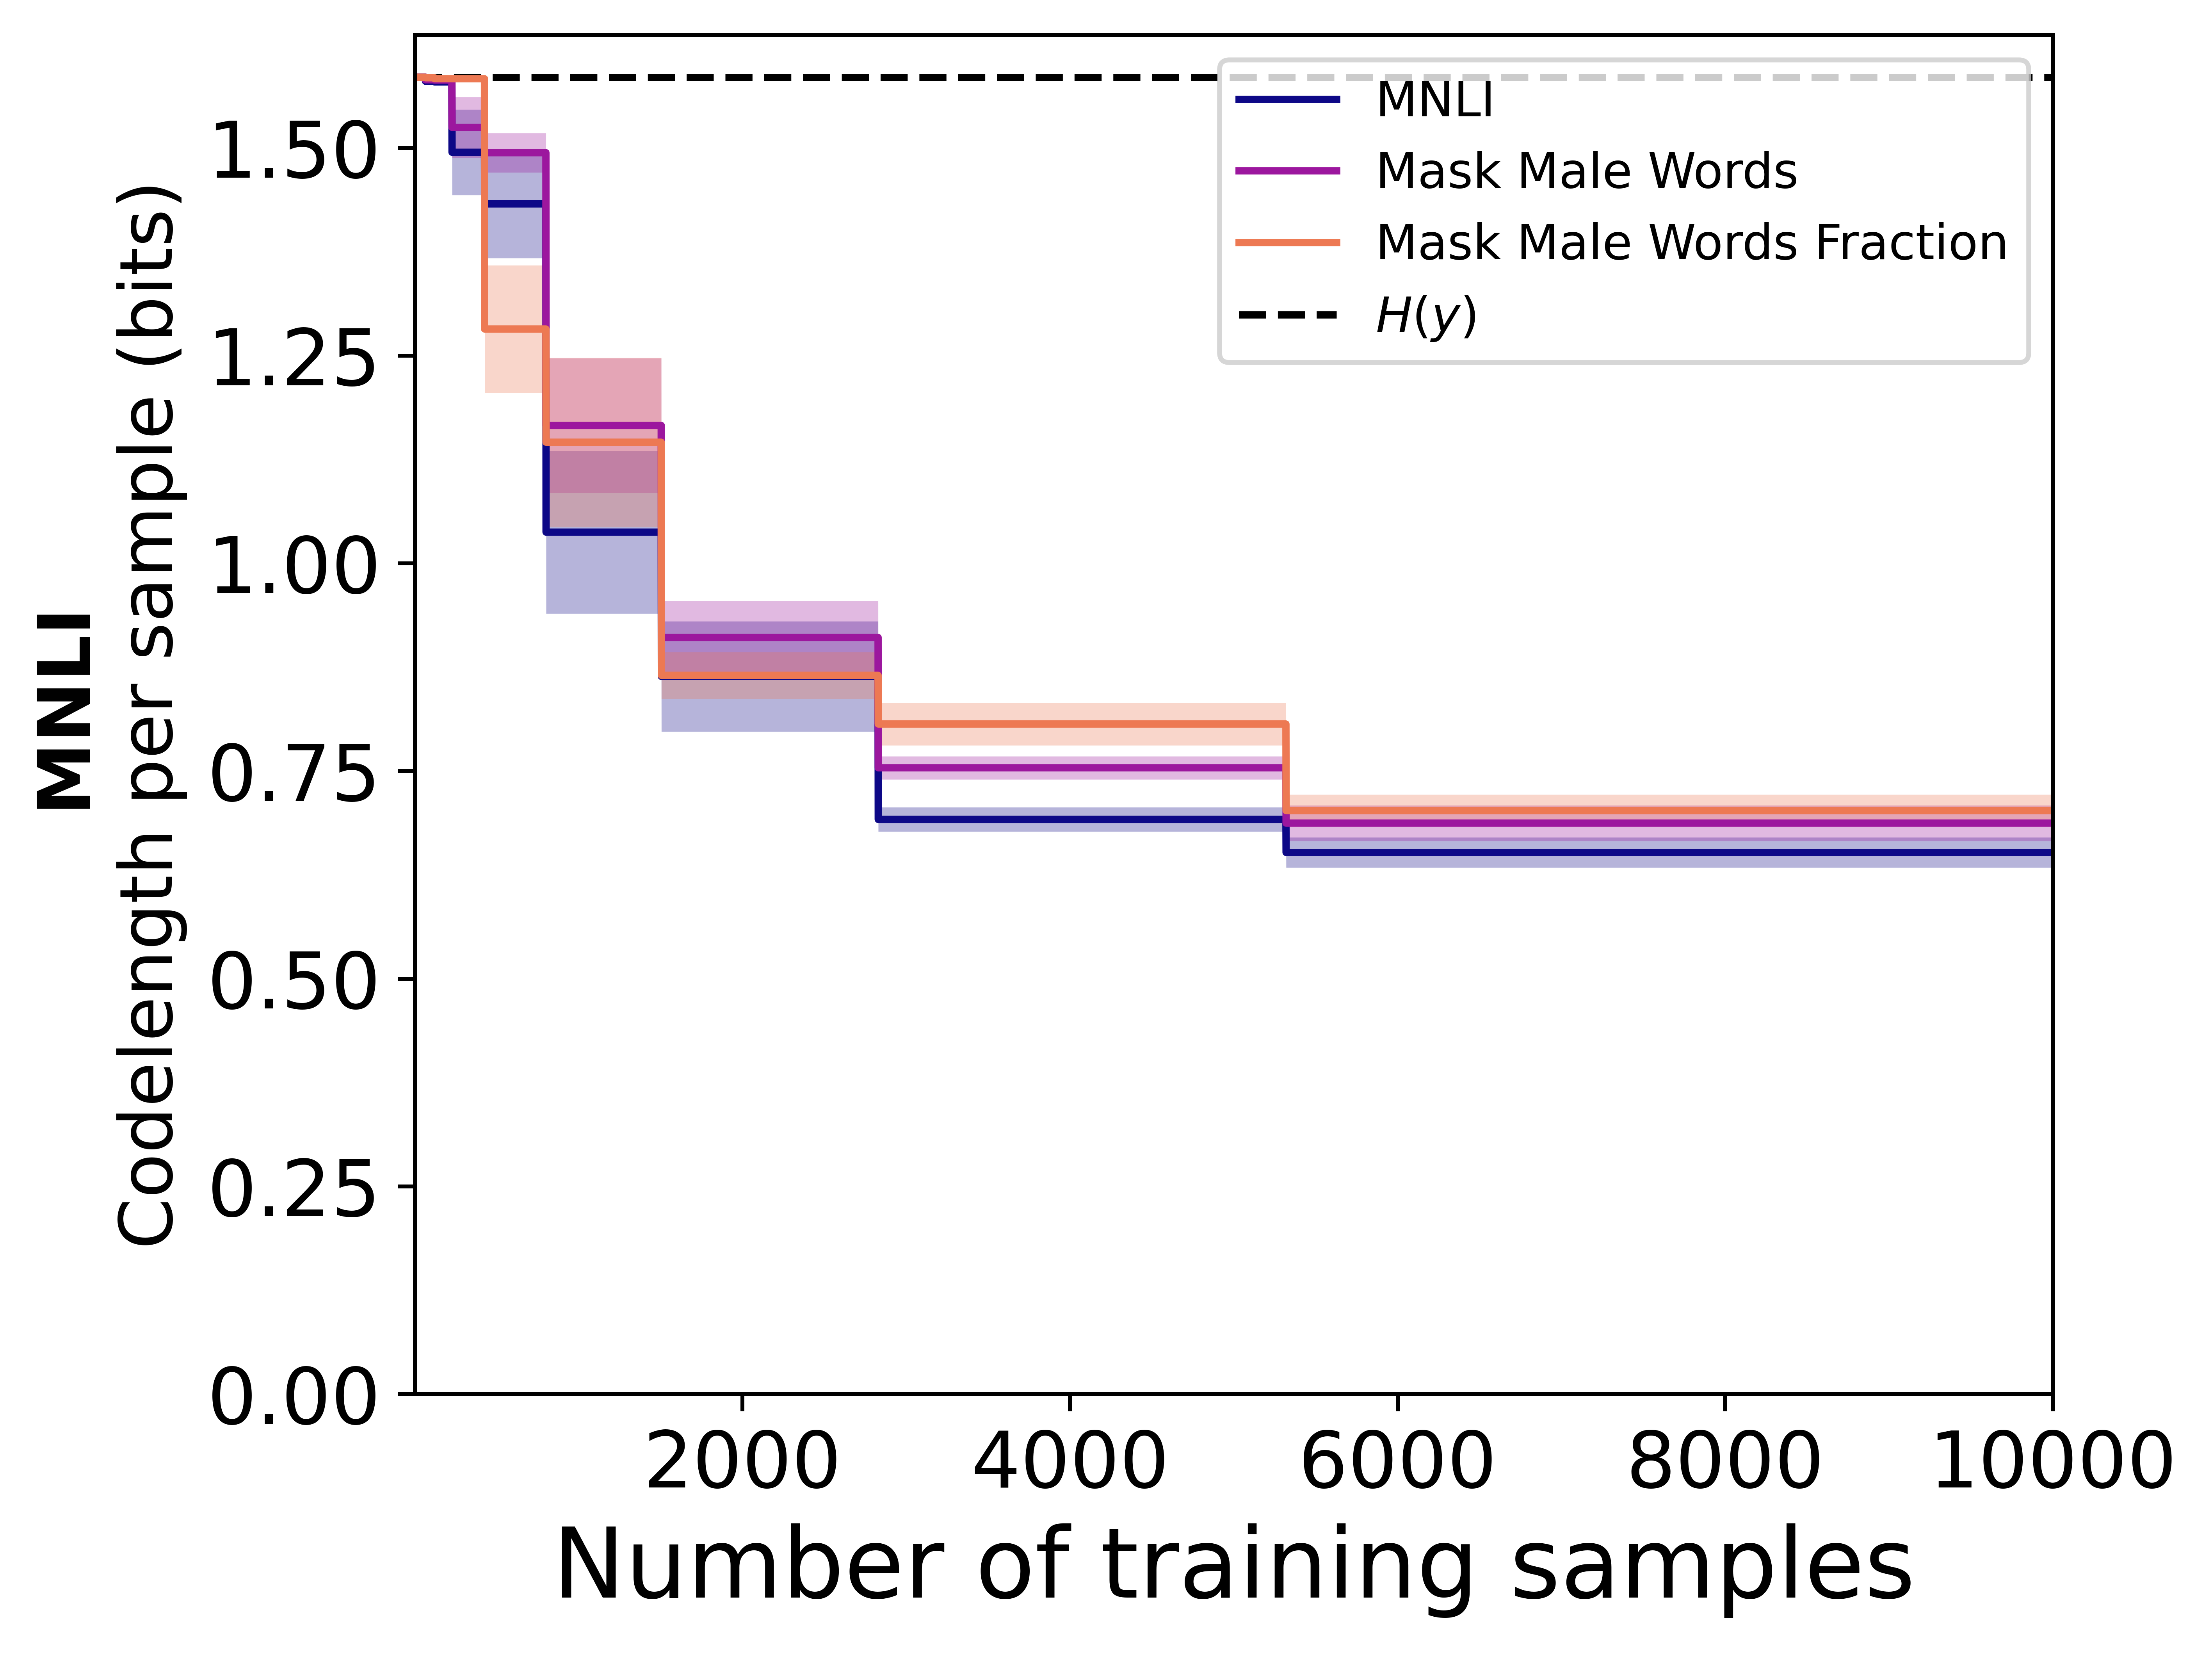 MNLI
Codelength per sample (bits)
1.50
1.25
1.00
0.75
0.50
0.25
0.00
MNLI
Mask Male Words
Mask Male Words Fraction
H(y)
2000 4000 6000 8000 10000
Number of training samples